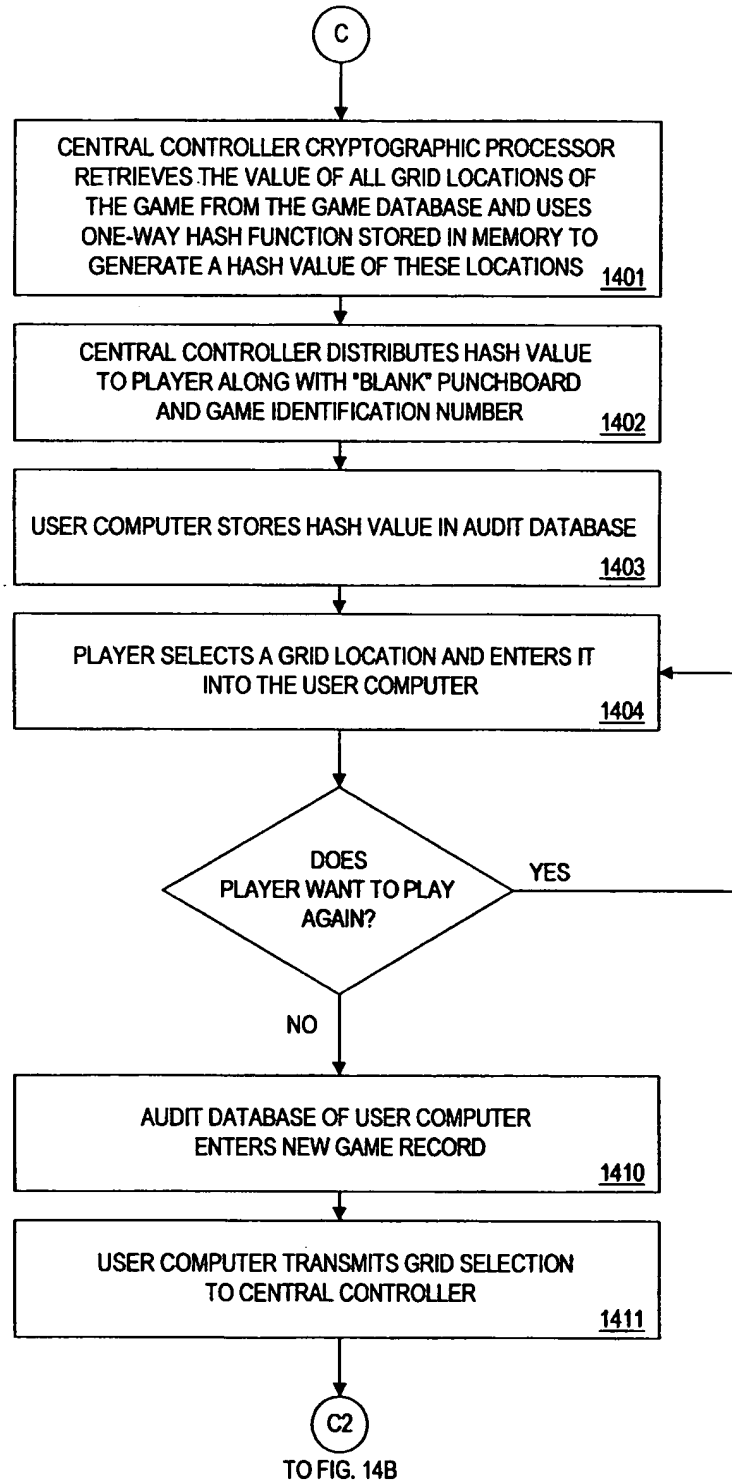 C
CENTRAL CONTROLLER CRYPTOGRAPHIC PROCESSOR
RETRIEVES THE VALUE OF ALL GRID LOCATIONS OF
THE GAME FROM THE GAME DATABASE AND USES
ONE-WAY HASH FUNCTION STORED IN MEMORY TO
GENERATE A HASH VALUE OF THESE LOCATIONS
1401
CENTRAL CONTROLLER DISTRIBUTES HASH VALUE
TO PLAYER ALONG WITH "BLANK" PUNCHBOARD
AND GAME IDENTIFICATION NUMBER
1402
USER COMPUTER STORES HASH VALUE IN AUDIT DATABASE
1403
PLAYER SELECTS A GRID LOCATION AND ENTERS IT
INTO THE USER COMPUTER
1404
DOES
PLAYER WANT TO PLAY
AGAIN?
YES
NO
AUDIT DATABASE OF USER COMPUTER
ENTERS NEW GAME RECORD
1410
USER COMPUTER TRANSMITS GRID SELECTION
TO CENTRAL CONTROLLER
1411
C2
TO FIG. 14B